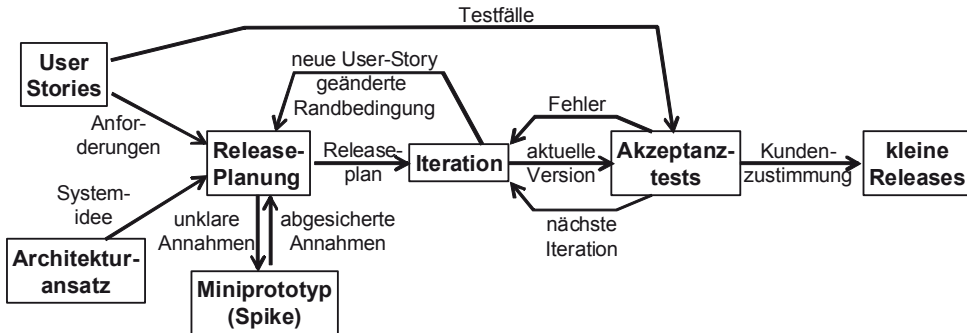 Testfälle
User
Stories
neue User-Story
geänderte
Randbedingung
Fehler
Anfor-
derungen
Release-
Planung
Release-
plan
Iteration
aktuelle
Version
Akzeptanz-
tests
Kunden-
zustimmung
kleine
Releases
System-
idee
unklare
Annahmen
abgesicherte
Annahmen
nächste
Iteration
Architektur-
ansatz
Miniprototyp
(Spike)